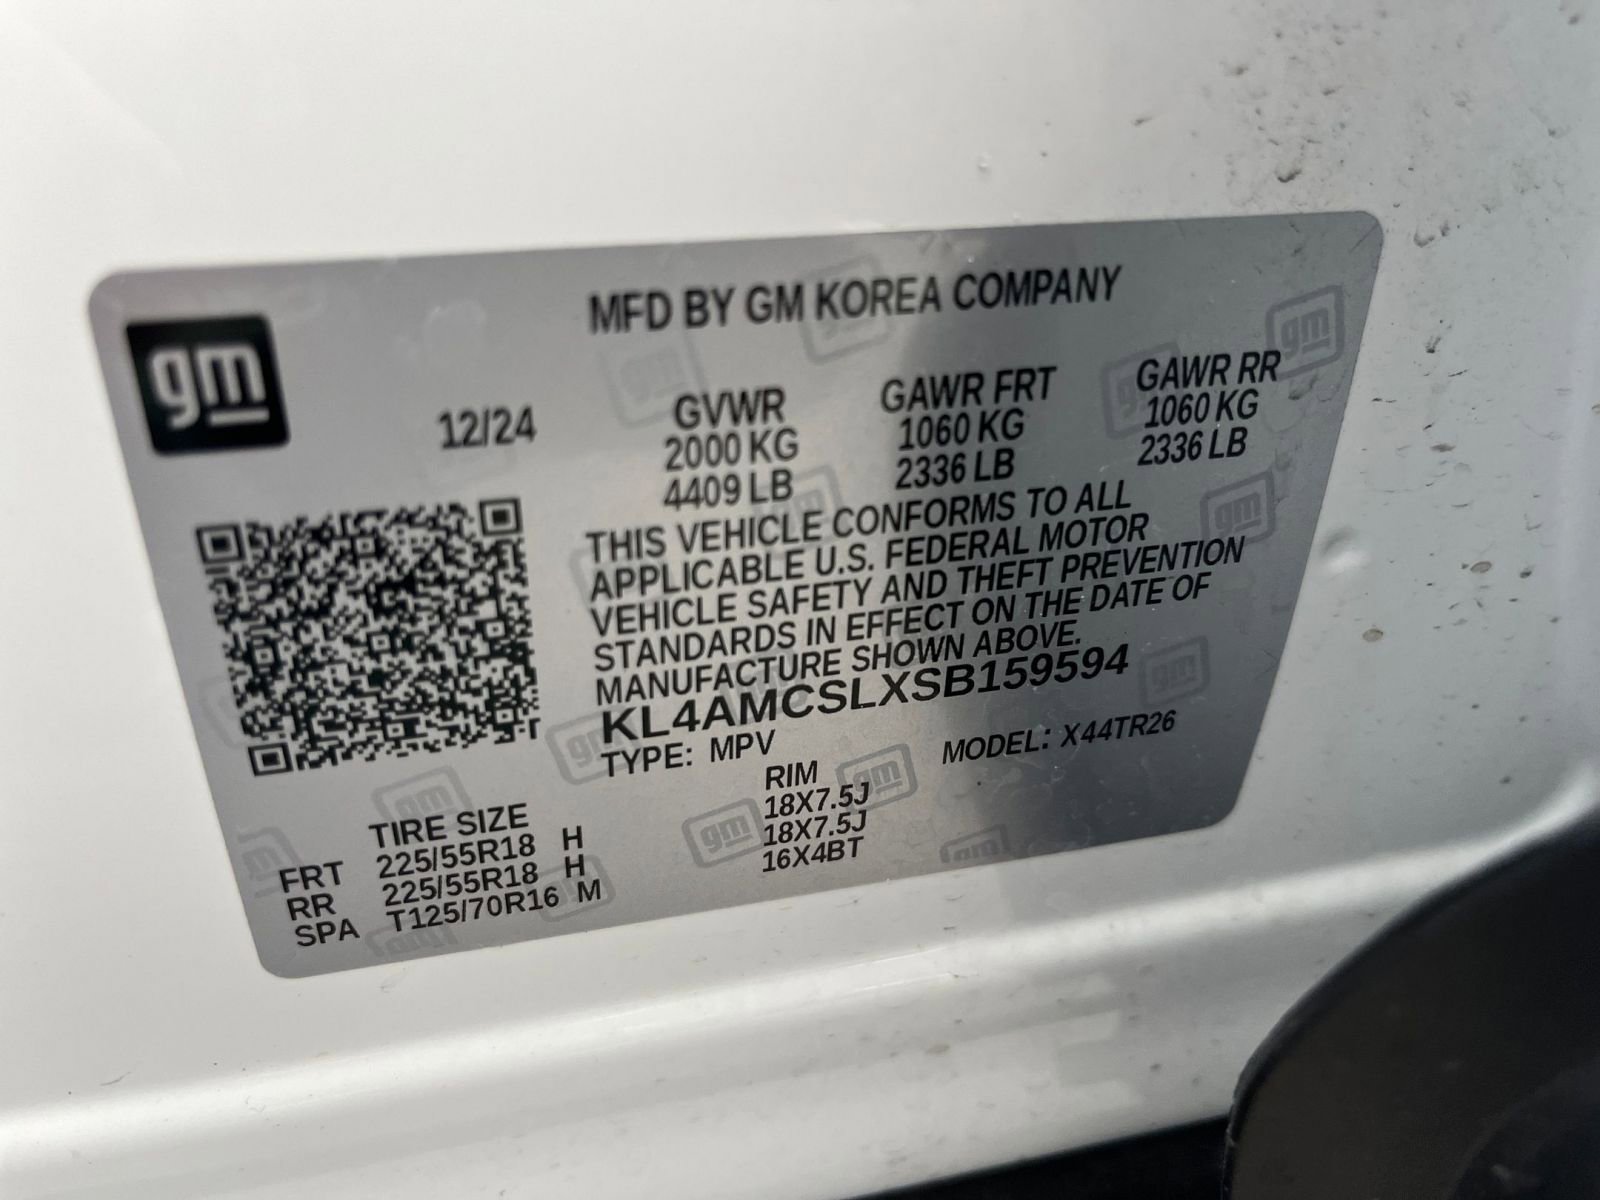 gm
MFD BY GM KOREA COMPANY
12/24
GVWR GAWR FRT GAWR RR
2000 KG 1060 KG 1060 KG
4409 LB 2336 LB 2336 LB
THIS VEHICLE CONFORMS TO ALL
APPLICABLE U.S. FEDERAL MOTOR
VEHICLE SAFETY AND THEFT PREVENTION
STANDARDS IN EFFECT ON THE DATE OF
MANUFACTURE SHOWN ABOVE.
KL4AMCSLXSB159594
TYPE: MPV MODEL: X44TR26
TIRE SIZE RIM
FRT 225/55R18 H 18X7.5J
RR 225/55R18 H 18X7.5J
SPA T125/70R16 M 16X4BT